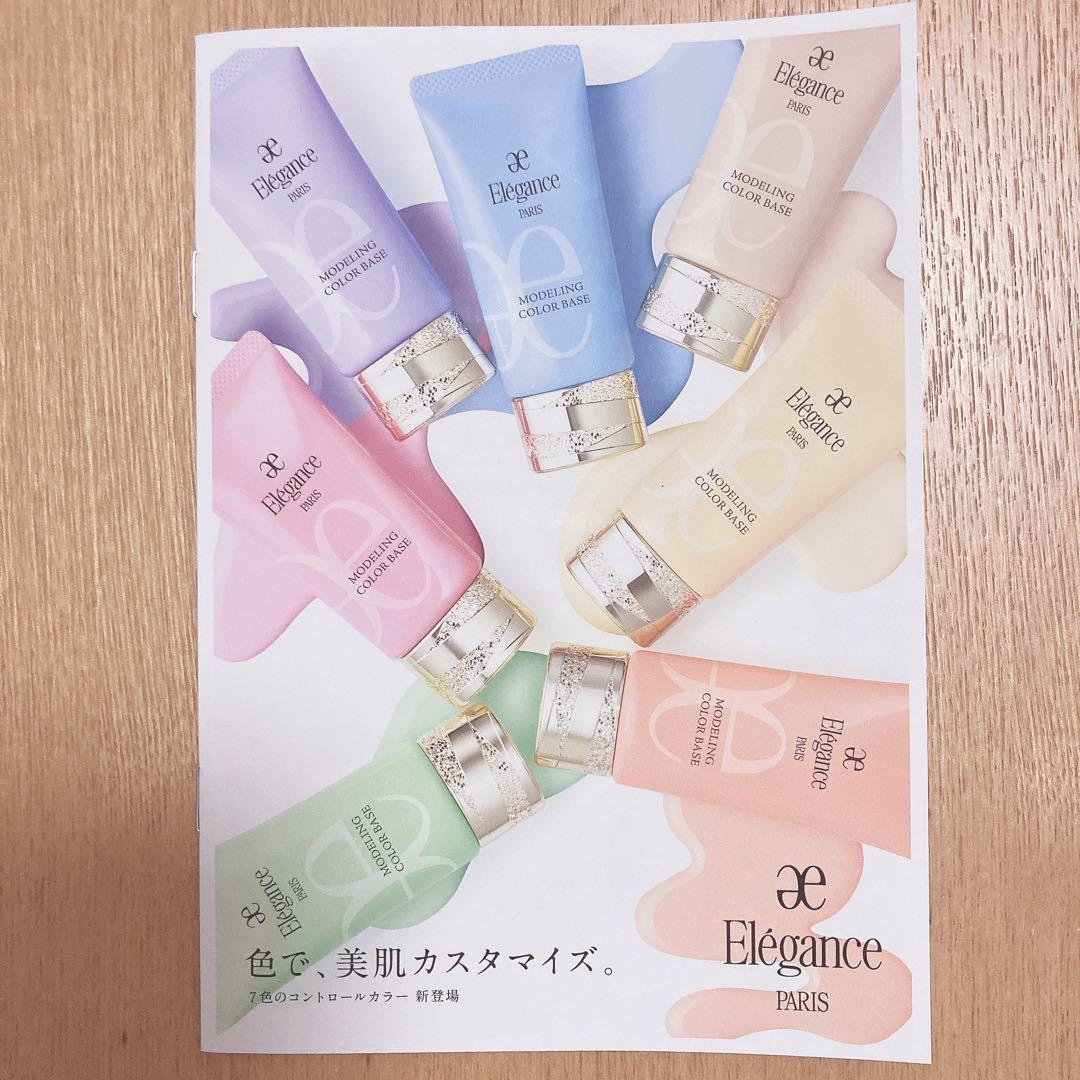 æ
Elégance
PARIS
MODELING
COLOR BASE
æ
Elégance
PARIS
MODELING
COLOR BASE
æ
Elégance
PARIS
MODELING
COLOR BASE
æ
Elégance
PARIS
MODELING
COLOR BASE
æ
Elégance
PARIS
MODELING
COLOR BASE
æ
Elégance
PARIS
MODELING
COLOR BASE
æ
Elégance
PARIS
MODELING
COLOR BASE
色で、美肌カスタマイズ。
7色のコントロールカラー 新登場
æ
Elégance
PARIS